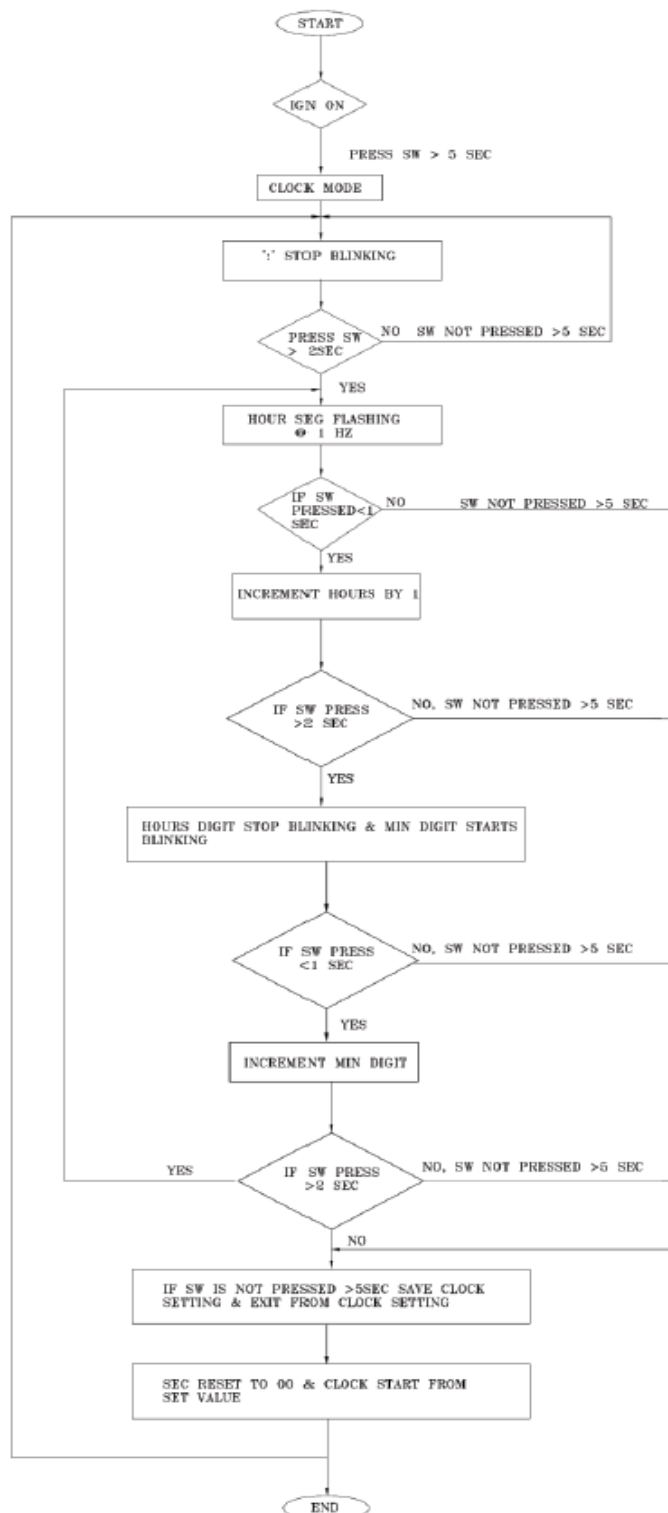 START
IGN ON
PRESS SW > 5 SEC
CLOCK MODE
":" STOP BLINKING
PRESS SW
> 2SEC
NO SW NOT PRESSED >5 SEC
YES
HOUR SEG FLASHING
@ 1 HZ
IF SW
PRESSED<1
SEC
NO SW NOT PRESSED >5 SEC
YES
INCREMENT HOURS BY 1
IF SW PRESS
>2 SEC
NO, SW NOT PRESSED >5 SEC
YES
HOURS DIGIT STOP BLINKING & MIN DIGIT STARTS
BLINKING
IF SW PRESS
<1 SEC
NO, SW NOT PRESSED >5 SEC
YES
INCREMENT MIN DIGIT
YES
IF SW PRESS
>2 SEC
NO, SW NOT PRESSED >5 SEC
NO
IF SW IS NOT PRESSED >5SEC SAVE CLOCK
SETTING & EXIT FROM CLOCK SETTING
SEC RESET TO 00 & CLOCK START FROM
SET VALUE
END